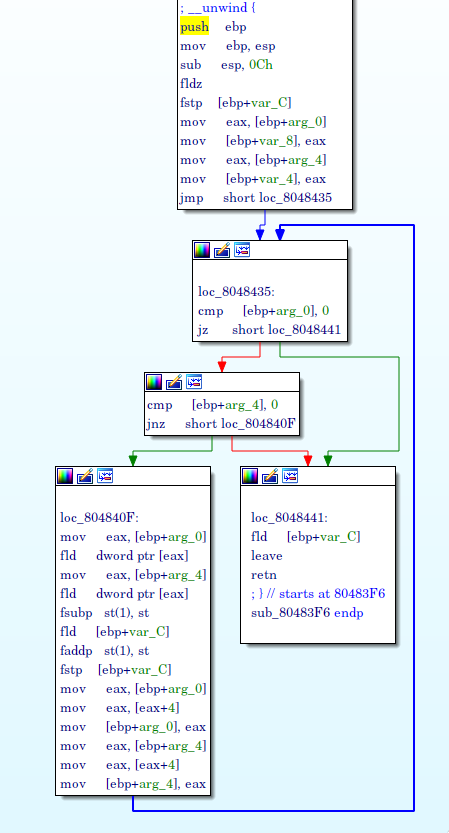 ; __unwind {
push ebp
mov ebp, esp
sub esp, 0Ch
fldz
fstp [ebp+var_C]
mov eax, [ebp+arg_0]
mov [ebp+var_8], eax
mov eax, [ebp+arg_4]
mov [ebp+var_4], eax
jmp short loc_8048435
loc_8048435:
cmp [ebp+arg_0], 0
jz short loc_8048441
cmp [ebp+arg_4], 0
jnz short loc_804840F
loc_804840F:
mov eax, [ebp+arg_0]
fld dword ptr [eax]
mov eax, [ebp+arg_4]
fld dword ptr [eax]
fsubp st(1), st
fld [ebp+var_C]
faddp st(1), st
fstp [ebp+var_C]
mov eax, [ebp+arg_0]
mov eax, [eax+4]
mov [ebp+arg_0], eax
mov eax, [ebp+arg_4]
mov eax, [eax+4]
mov [ebp+arg_4], eax
loc_8048441:
fld [ebp+var_C]
leave
retn
; } // starts at 80483F6
sub_80483F6 endp